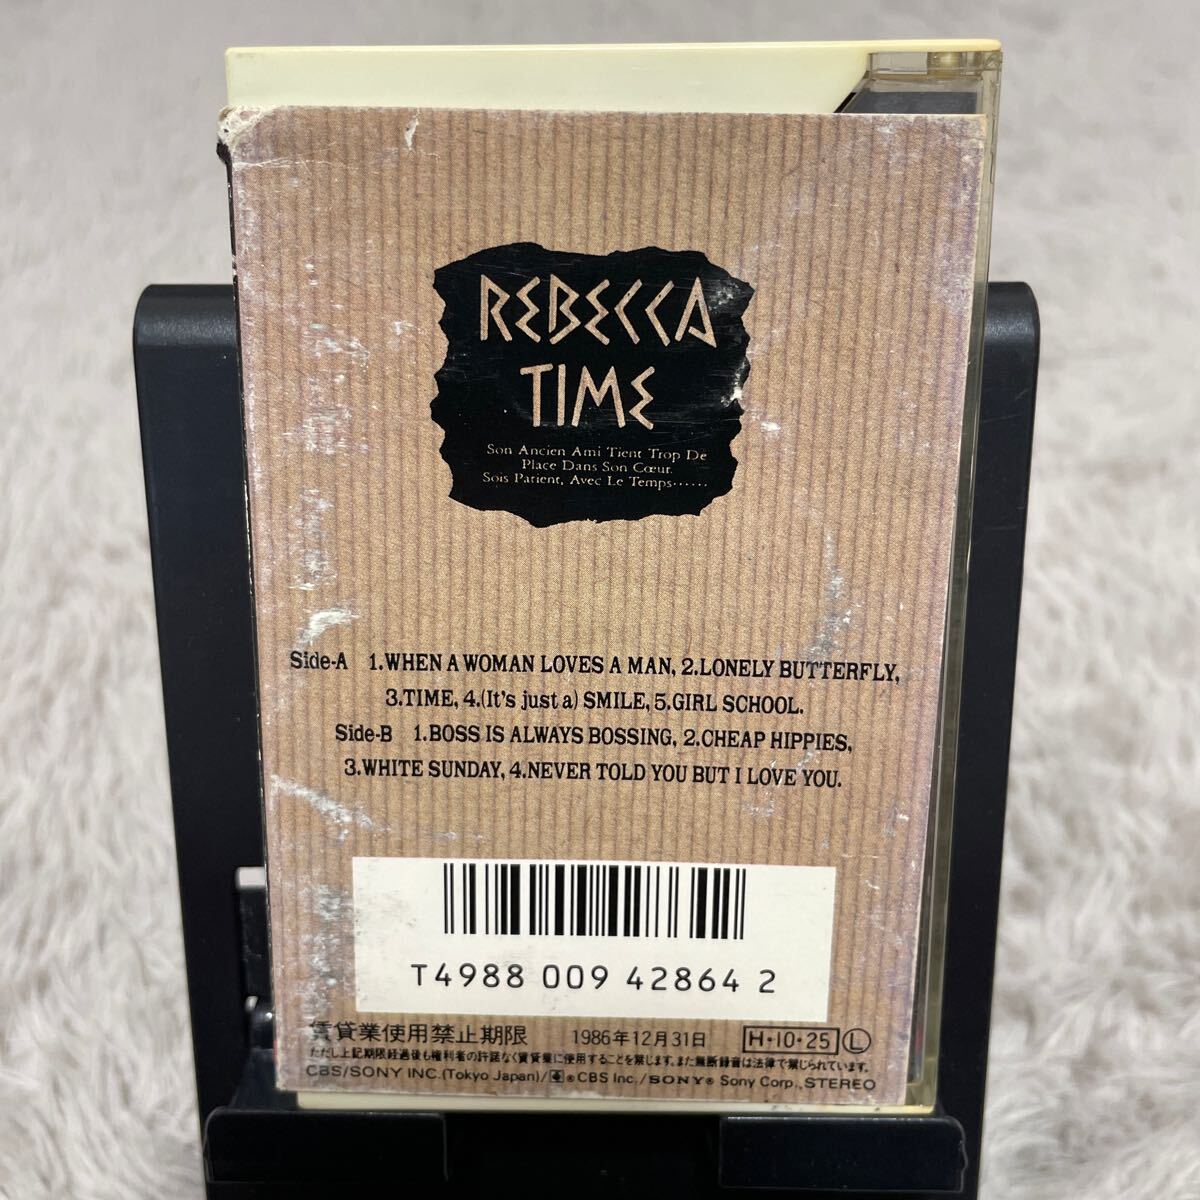 REBECCA
TIME
Son Ancien Ami Tient Trop De
Place Dans Son Cœur.
Sois Patient, Avec Le Temps······
Side-A 1.WHEN A WOMAN LOVES A MAN, 2.LONELY BUTTERFLY,
3.TIME, 4.(It's just a) SMILE, 5.GIRL SCHOOL.
Side-B 1.BOSS IS ALWAYS BOSSING, 2.CHEAP HIPPIES,
3.WHITE SUNDAY, 4.NEVER TOLD YOU BUT I LOVE YOU.
T4988 009 42864 2
賃貸業使用禁止期限 1986年12月31日 H・10・25 L
ただし上記期限経過後も権利者の許諾なく賃貸業に使用することを禁じます。また無断録音は法律で禁じられています。
CBS/SONY INC.(Tokyo Japan)/®CBS Inc./SONY® Sony Corp., STEREO